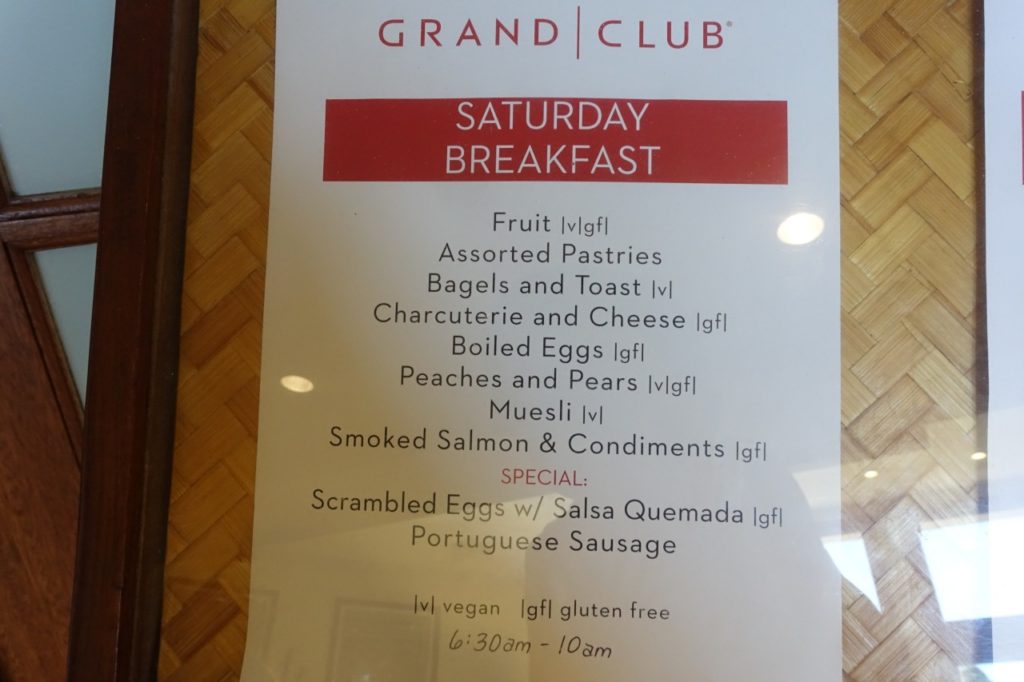 GRAND | CLUB®
SATURDAY
BREAKFAST
Fruit |v|gf|
Assorted Pastries
Bagels and Toast |v|
Charcuterie and Cheese |gf|
Boiled Eggs |gf|
Peaches and Pears |v|gf|
Muesli |v|
Smoked Salmon & Condiments |gf|
SPECIAL:
Scrambled Eggs w/ Salsa Quemada |gf|
Portuguese Sausage
|v| vegan |gf| gluten free
6:30am - 10am